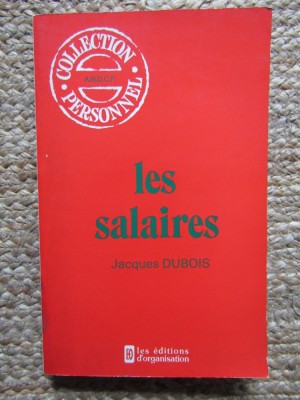 COLLECTION
A.N.D.C.P.
PERSONNEL
les
salaires
Jacques DUBOIS
les éditions
d'organisation